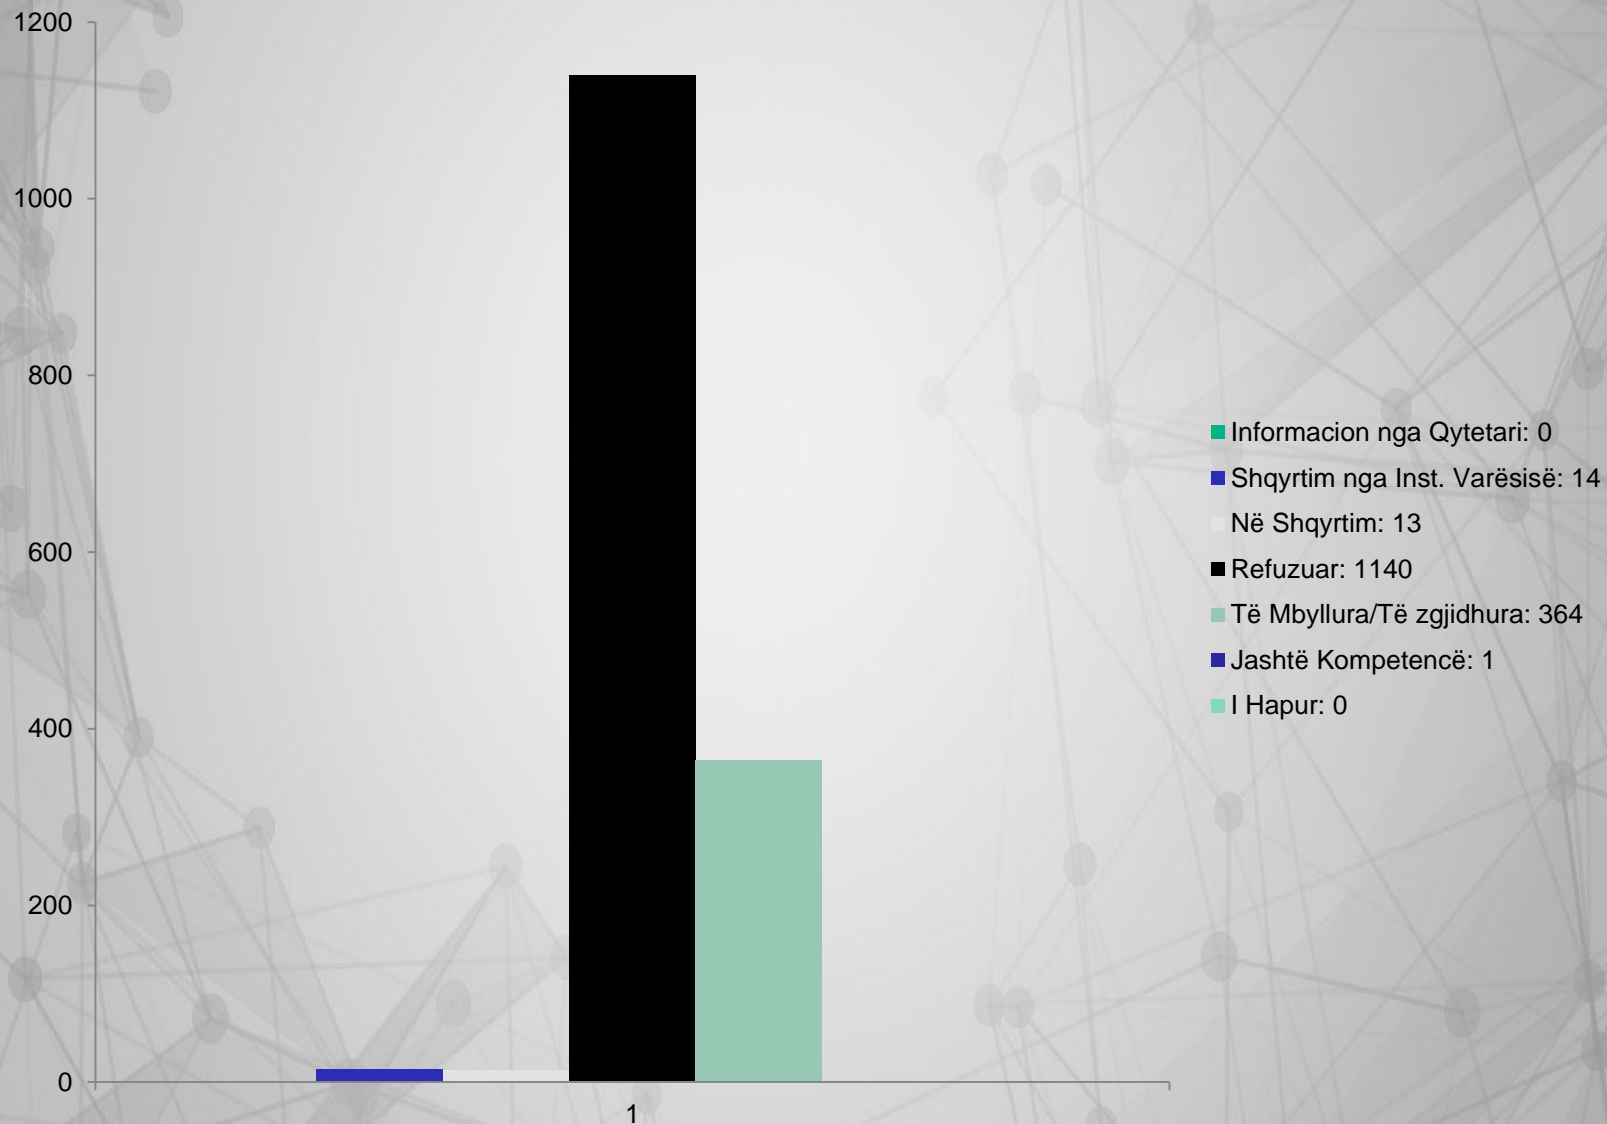 1200
1000
800
600
400
200
0
1
Informacion nga Qytetari: 0
Shqyrtim nga Inst. Varësisë: 14
Në Shqyrtim: 13
Refuzuar: 1140
Të Mbyllura/Të zgjidhura: 364
Jashtë Kompetencë: 1
I Hapur: 0